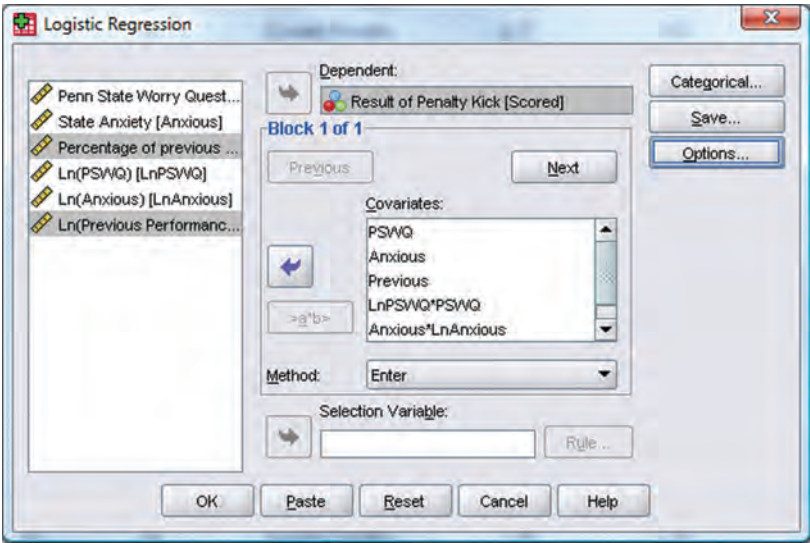 Logistic Regression
Penn State Worry Quest...
State Anxiety [Anxious]
Percentage of previous ...
Ln(PSWQ) [LnPSWQ]
Ln(Anxious) [LnAnxious]
Ln(Previous Performanc...
Dependent:
Result of Penalty Kick [Scored]
Block 1 of 1
Previous
Next
Covariates:
PSWQ
Anxious
Previous
LnPSWQ*PSWQ
Anxious*LnAnxious
>a*b>
Method:
Enter
Selection Variable:
Rule...
Categorical...
Save...
Options...
OK
Paste
Reset
Cancel
Help